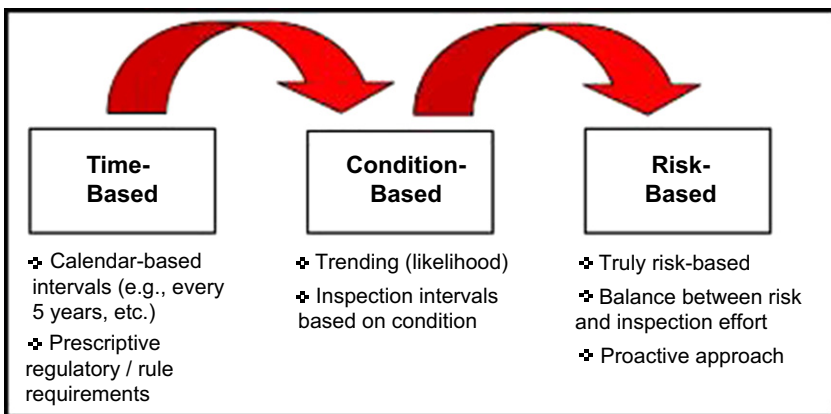 Time-
Based
Condition-
Based
Risk-
Based
❖ Calendar-based
intervals (e.g., every
5 years, etc.)
❖ Prescriptive
regulatory / rule
requirements
❖ Trending (likelihood)
❖ Inspection intervals
based on condition
❖ Truly risk-based
❖ Balance between risk
and inspection effort
❖ Proactive approach